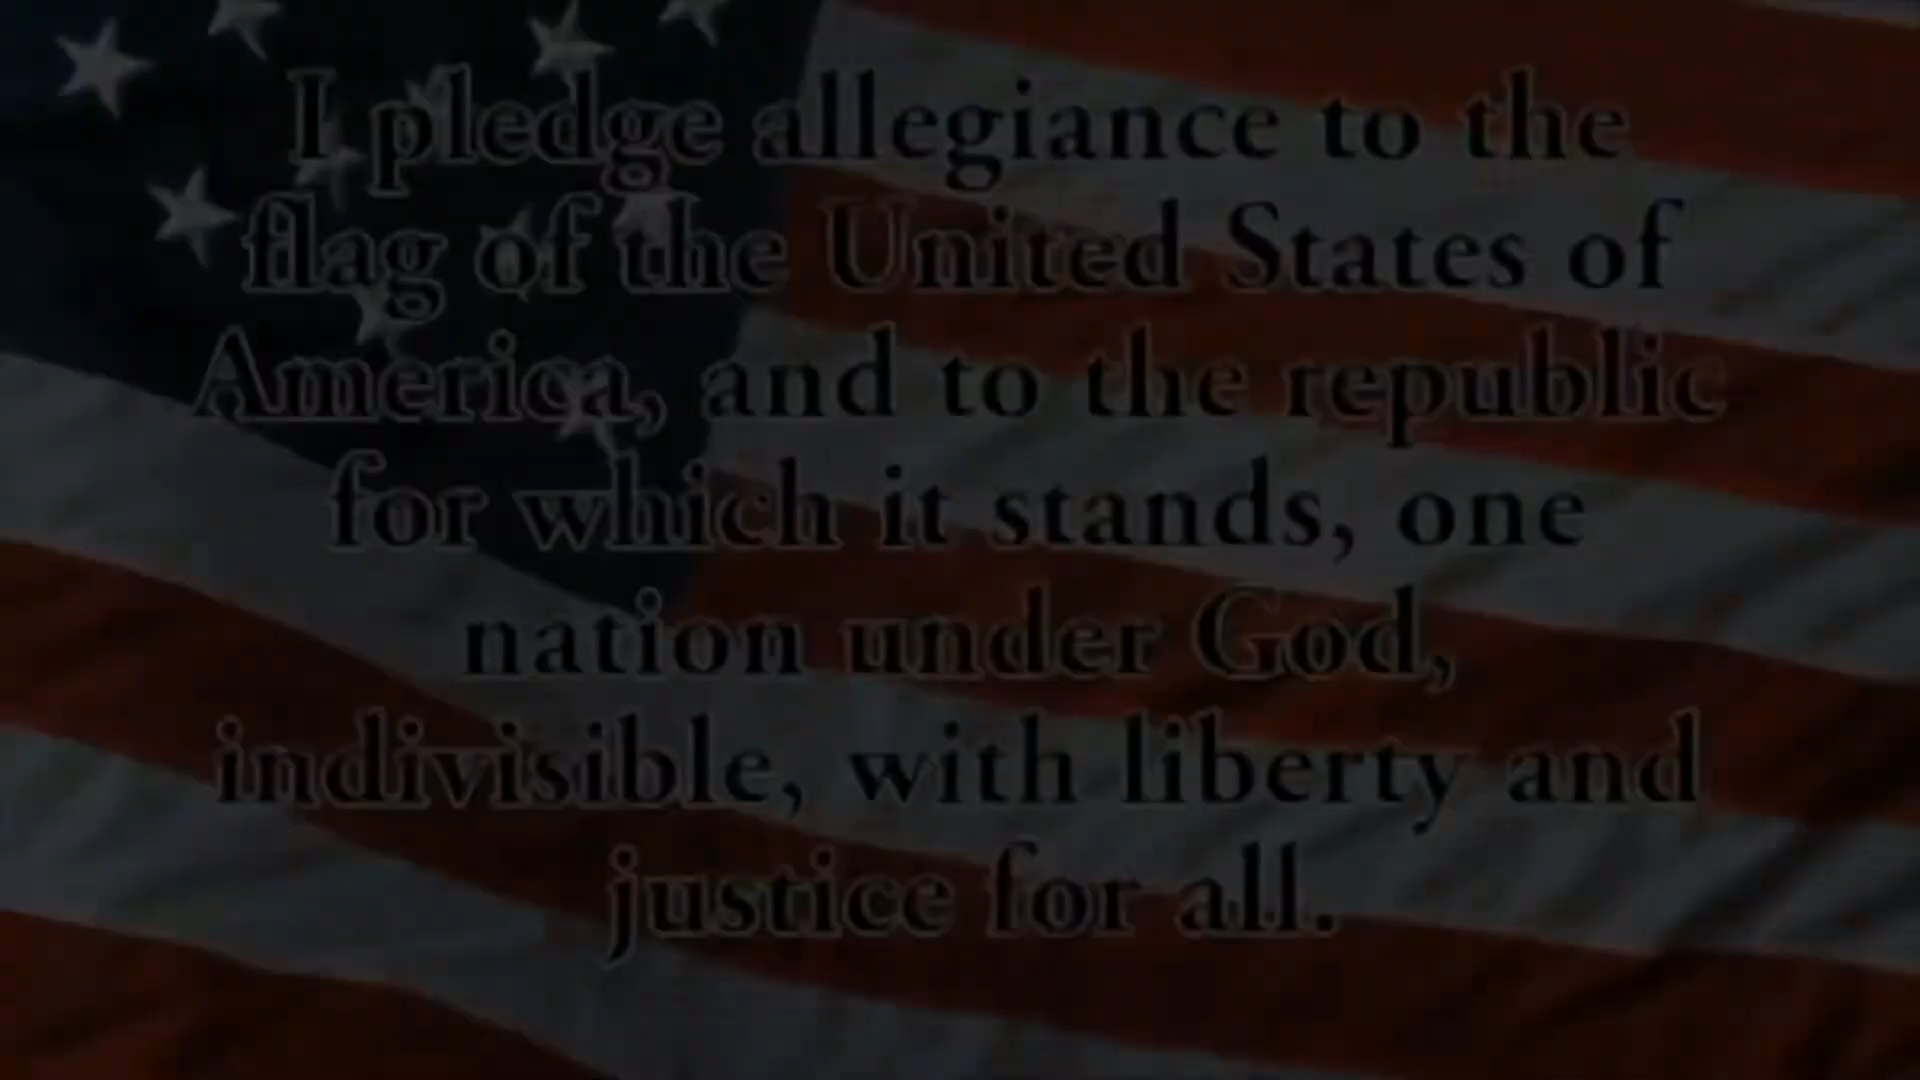 I pledge allegiance to the
flag of the United States of
America, and to the republic
for which it stands, one
nation under God,
indivisible, with liberty and
justice for all.